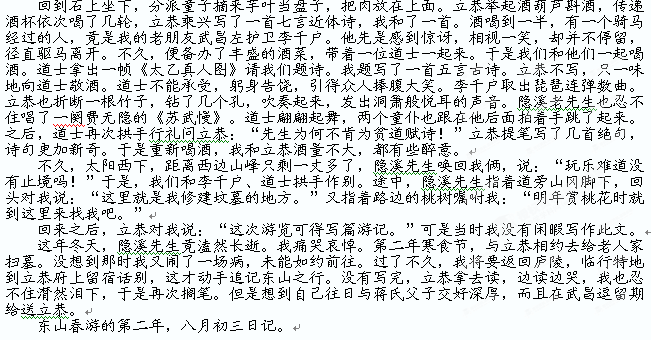 回到石上坐下，分派童子摘来芋叶当盘子，把肉放在上面。立恭举起酒葫芦斟酒，传递
酒杯依次喝了几轮，立恭乘兴写了一首七言近体诗，我和了一首。酒喝到一半，有一个骑马
经过的人，竟是我的老朋友武昌左护卫李千户。他先是感到惊讶，相视一笑，却并不停留，
径直驱马离开。不久，便备办了丰盛的酒菜，带着一位道士一起来。于是我们和他们一起喝
酒。道士拿出一帧《太乙真人图》请我们题诗。我题写了一首五言古诗。立恭不写，只一味
地向道士敬酒。道士不能承受，躬身告饶，引得众人捧腹大笑。李千户取出琵琶连弹数曲。
立恭也折断一根竹子，钻了几个孔，吹奏起来，发出洞萧般悦耳的声音。隐溪老先生也忍不
住唱了一阙费无隐的《苏武慢》。道士翩翩起舞，两个童仆也跟在他后面拍着手跳了起来。
之后，道士再次拱手行礼问立恭：“先生为何不肯为贫道赋诗！”立恭提笔写了几首绝句，
诗句更加新奇。于是重新喝酒，我和立恭酒量不大，都有些醉意。
不久，太阳西下，距离西边山峰只剩一丈多了，隐溪先生唤回我俩，说：“玩乐难道没
有止境吗！”于是，我们和李千户、道士拱手作别。途中，隐溪先生指着道旁山冈脚下，回
头对我说：“这里就是我修建坟墓的地方。”又指着路边的桃树嘱咐我：“明年赏桃花时就
到这里来找我吧。”
回来之后，立恭对我说：“这次游览可得写篇游记。”可是当时我没有闲暇写作此文。
这年冬天，隐溪先生竟溘然长逝。我痛哭哀悼。第二年寒食节，与立恭相约去给老人家
扫墓。没想到那时我又闹了一场病，未能如约前往。过了不久，我将要返回庐陵，临行特地
到立恭府上留宿话别，这才动手追记东山之行。没有写完，立恭拿去读，边读边哭，我也忍
不住潸然泪下，于是再次搁笔。但是想到自己往日与蒋氏父子交好深厚，而且在武昌逗留期
给送立恭。
东山春游的第二年，八月初三日记。